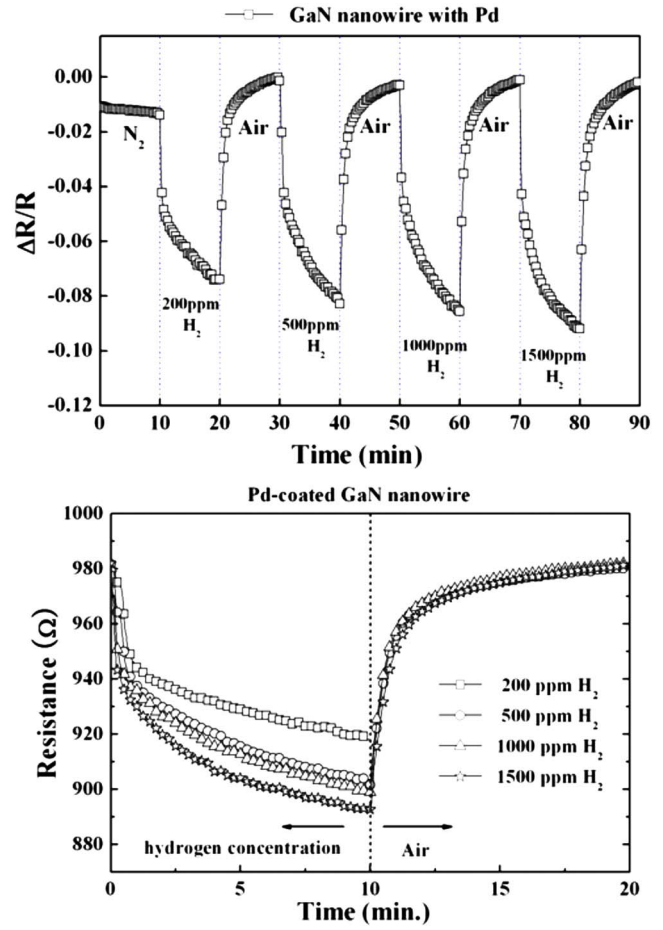 GaN nanowire with Pd
0.00
-0.02
-0.04
-0.06
-0.08
-0.10
-0.12
ΔR/R
N₂
Air
Air
Air
Air
200ppm
H₂
500ppm
H₂
1000ppm
H₂
1500ppm
H₂
0 10 20 30 40 50 60 70 80 90
Time (min)
Pd-coated GaN nanowire
1000
980
960
940
920
900
880
Resistance (Ω)
200 ppm H₂
500 ppm H₂
1000 ppm H₂
1500 ppm H₂
hydrogen concentration
Air
0 5 10 15 20
Time (min.)